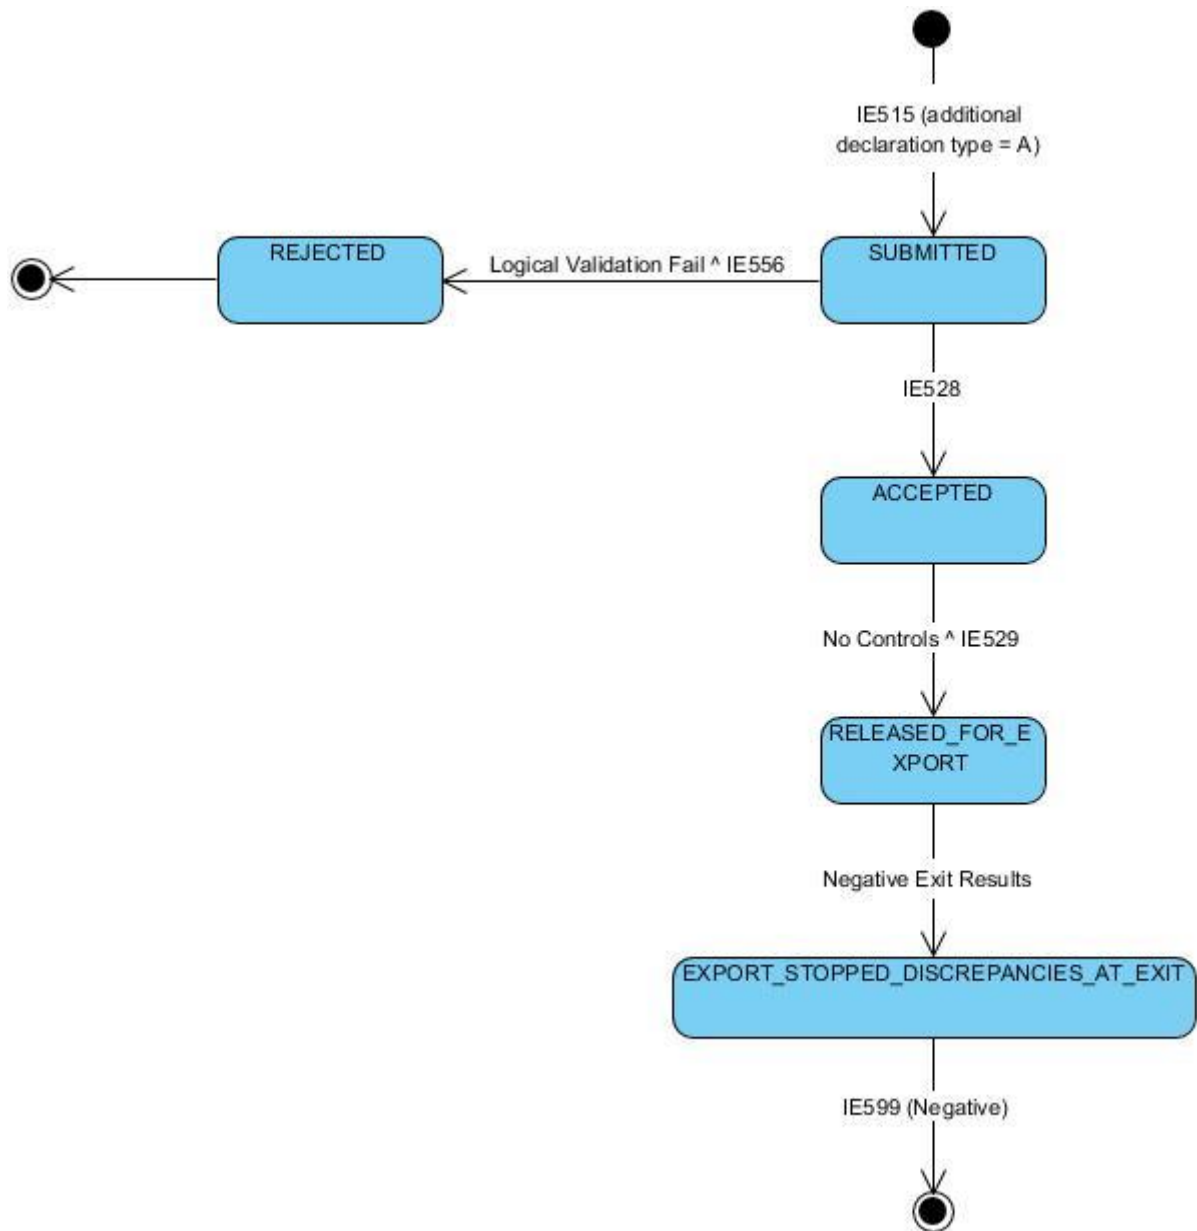 IE515 (additional
declaration type = A)
REJECTED
Logical Validation Fail ^ IE556
SUBMITTED
IE528
ACCEPTED
No Controls ^ IE529
RELEASED_FOR_E
XPORT
Negative Exit Results
EXPORT_STOPPED_DISCREPANCIES_AT_EXIT
IE599 (Negative)